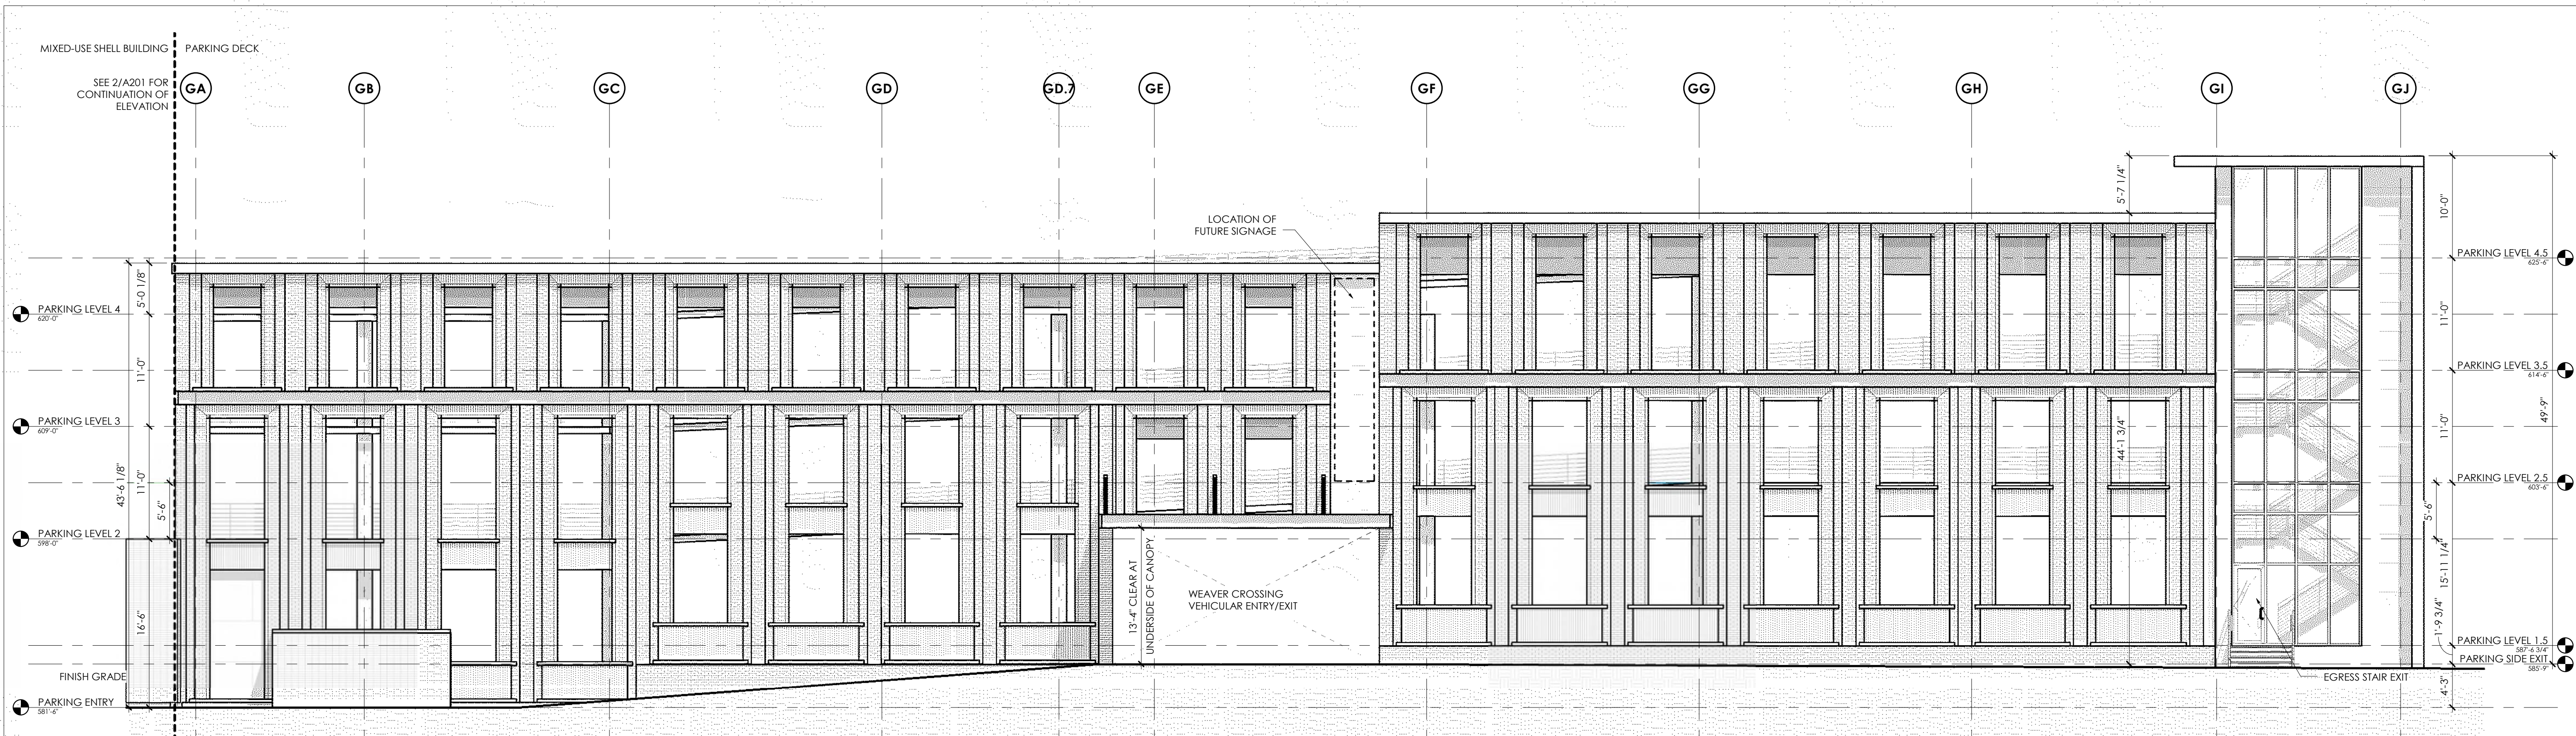 MIXED-USE SHELL BUILDING
PARKING DECK
SEE 2/A201 FOR
CONTINUATION OF
ELEVATION
GA
GB
GC
GD
GD.7
GE
GF
GG
GH
GI
GJ
LOCATION OF
FUTURE SIGNAGE
5'-7 1/4"
10'-0"
PARKING LEVEL 4.5
625'-6"
5'-0 1/8"
PARKING LEVEL 4
620'-0"
11'-0"
11'-0"
PARKING LEVEL 3.5
614'-6"
PARKING LEVEL 3
609'-0"
11'-0"
49'-9"
44'-1 3/4"
43'-6 1/8"
11'-0"
5'-6"
PARKING LEVEL 2.5
603'-6"
5'-6"
PARKING LEVEL 2
598'-0"
15'-11 1/4"
13'-4" CLEAR AT
UNDERSIDE OF CANOPY
WEAVER CROSSING
VEHICULAR ENTRY/EXIT
16'-6"
1'-9 3/4"
PARKING LEVEL 1.5
587'-6 3/4"
PARKING SIDE EXIT
585'-9"
FINISH GRADE
EGRESS STAIR EXIT
4'-3"
PARKING ENTRY
581'-6"